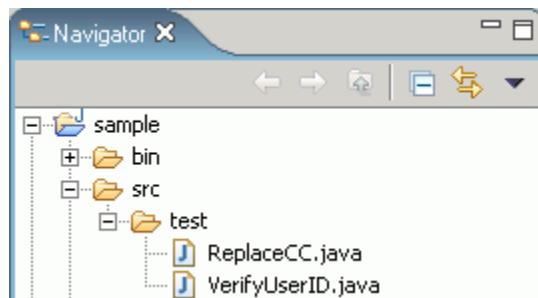 Navigator
sample
bin
src
test
ReplaceCC.java
VerifyUserID.java